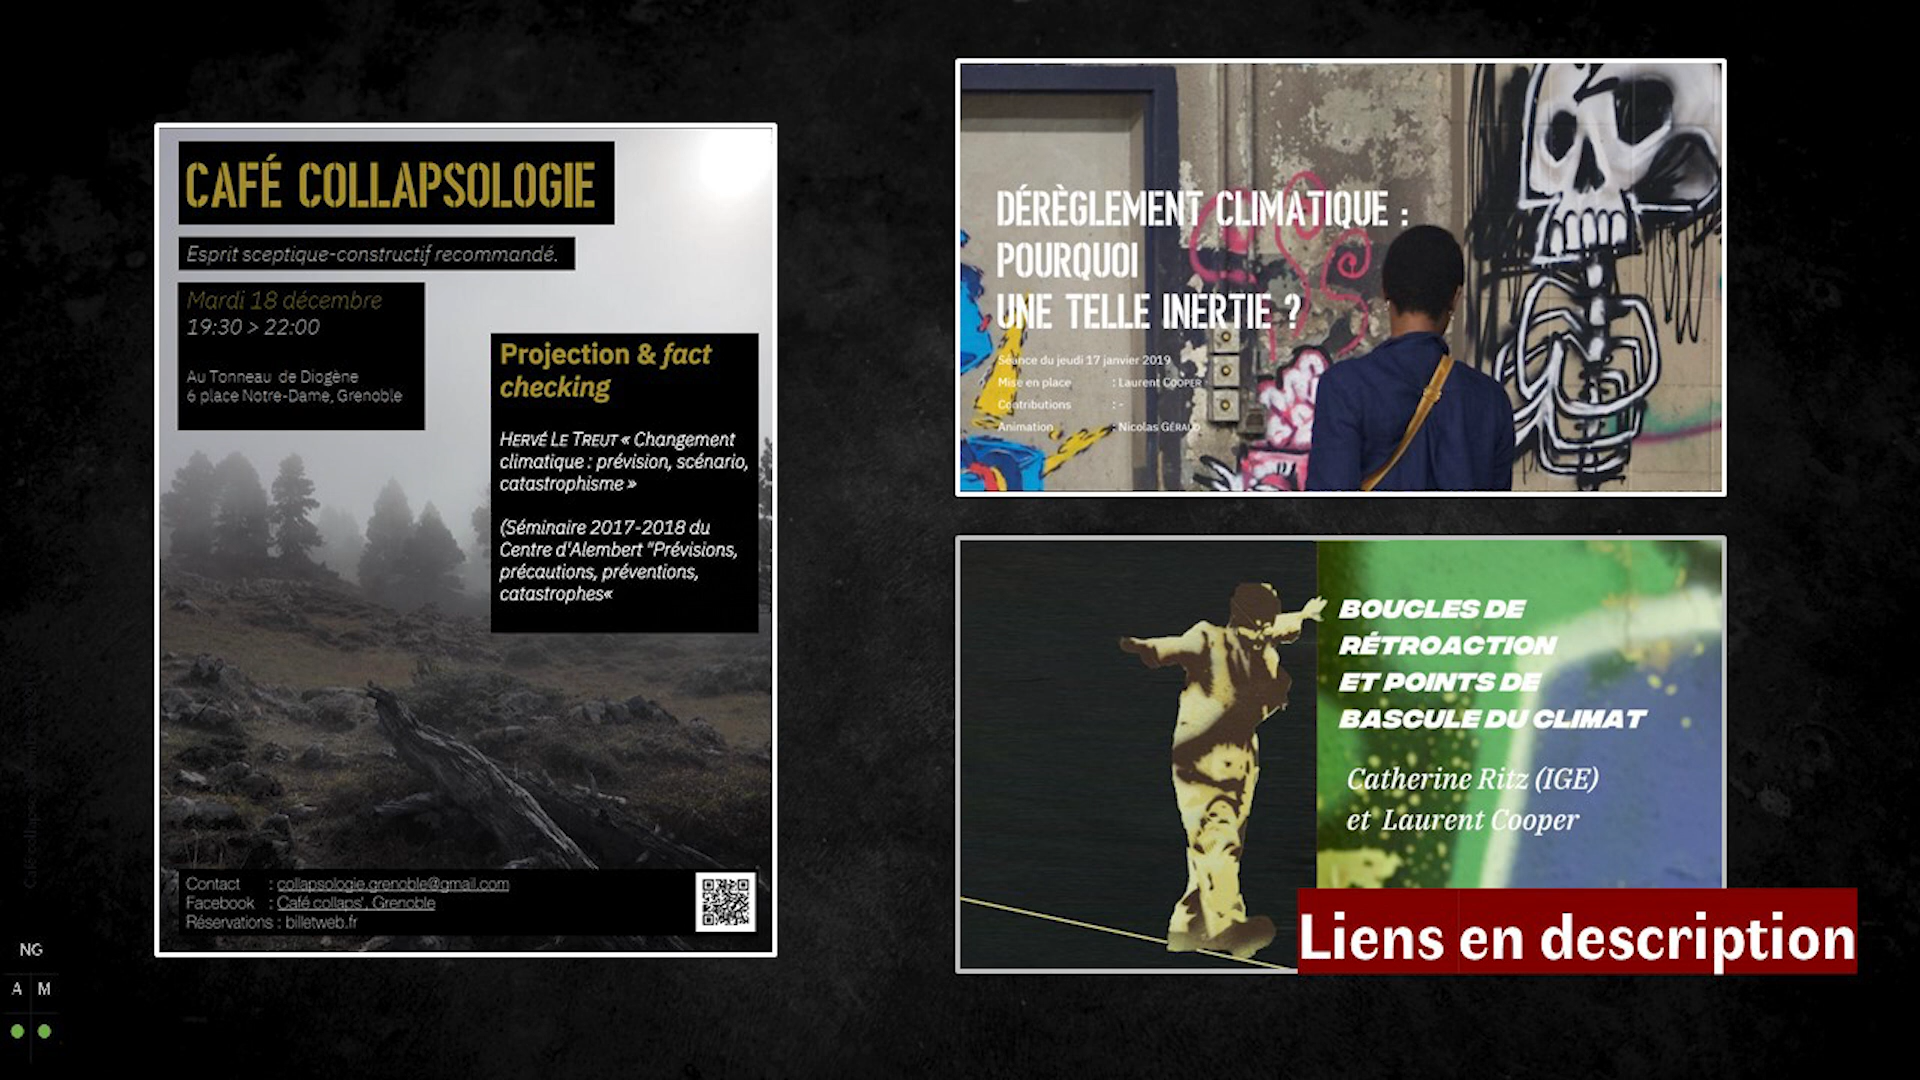 CAFÉ COLLAPSOLOGIE
Esprit sceptique-constructif recommandé.
Mardi 18 décembre
19:30 > 22:00
Au Tonneau de Diogène
6 place Notre-Dame, Grenoble
Projection & fact
checking
HERVÉ LE TREUT « Changement
climatique : prévision, scénario,
catastrophisme »
(Séminaire 2017-2018 du
Centre d'Alembert "Prévisions,
précautions, préventions,
catastrophes«
Contact : collapsologie.grenoble@gmail.com
Facebook : Café collaps', Grenoble
Réservations : billetweb.fr
DÉRÈGLEMENT CLIMATIQUE :
POURQUOI
UNE TELLE INERTIE ?
Séance du jeudi 17 janvier 2019
Mise en place : Laurent COOPER
Contributions : -
Animation : Nicolas GÉRAUD
BOUCLES DE
RÉTROACTION
ET POINTS DE
BASCULE DU CLIMAT
Catherine Ritz (IGE)
et Laurent Cooper
Liens en description
NG
A M